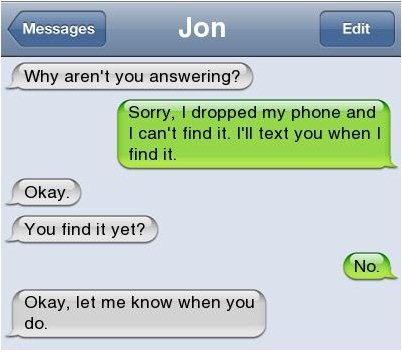 Messages
Jon
Edit
Why aren't you answering?
Sorry, I dropped my phone and
I can't find it. I'll text you when I
find it.
Okay.
You find it yet?
No.
Okay, let me know when you
do.